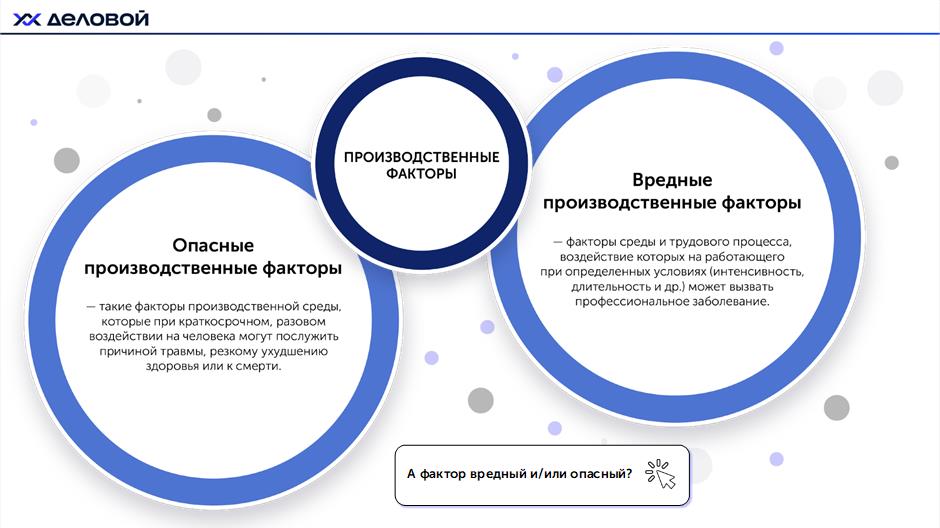 ДЕЛОВОЙ
ПРОИЗВОДСТВЕННЫЕ
ФАКТОРЫ
Опасные
производственные факторы
— такие факторы производственной среды,
которые при краткосрочном, разовом
воздействии на человека могут послужить
причиной травмы, резкому ухудшению
здоровья или к смерти.
Вредные
производственные факторы
— факторы среды и трудового процесса,
воздействие которых на работающего
при определенных условиях (интенсивность,
длительность и др.) может вызвать
профессиональное заболевание.
А фактор вредный и/или опасный?